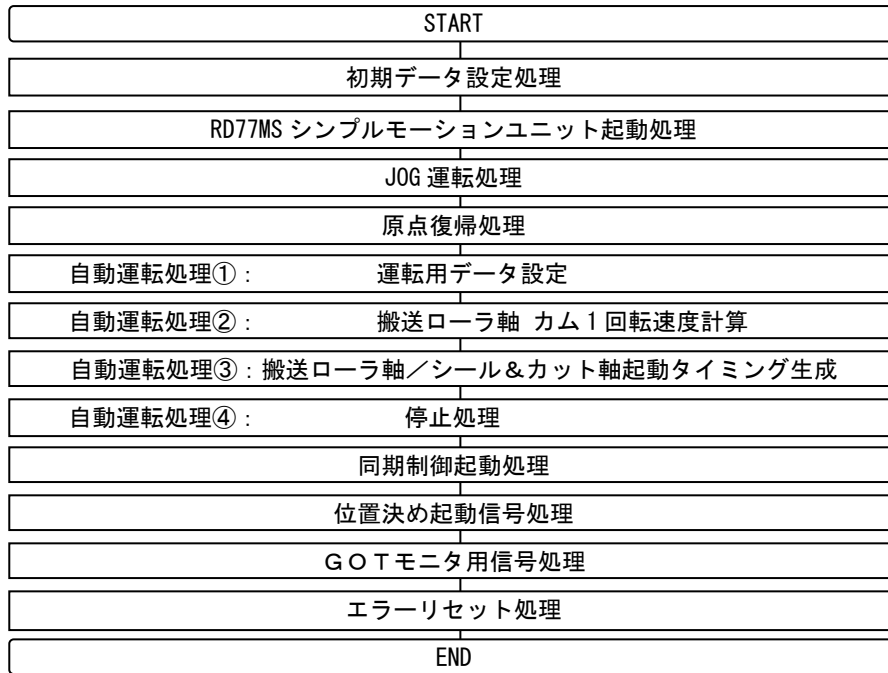 START
初期データ設定処理
RD77MS シンプルモーションユニット起動処理
JOG 運転処理
原点復帰処理
自動運転処理①： 運転用データ設定
自動運転処理②： 搬送ローラ軸 カム１回転速度計算
自動運転処理③：搬送ローラ軸／シール＆カット軸起動タイミング生成
自動運転処理④： 停止処理
同期制御起動処理
位置決め起動信号処理
ＧＯＴモニタ用信号処理
エラーリセット処理
END